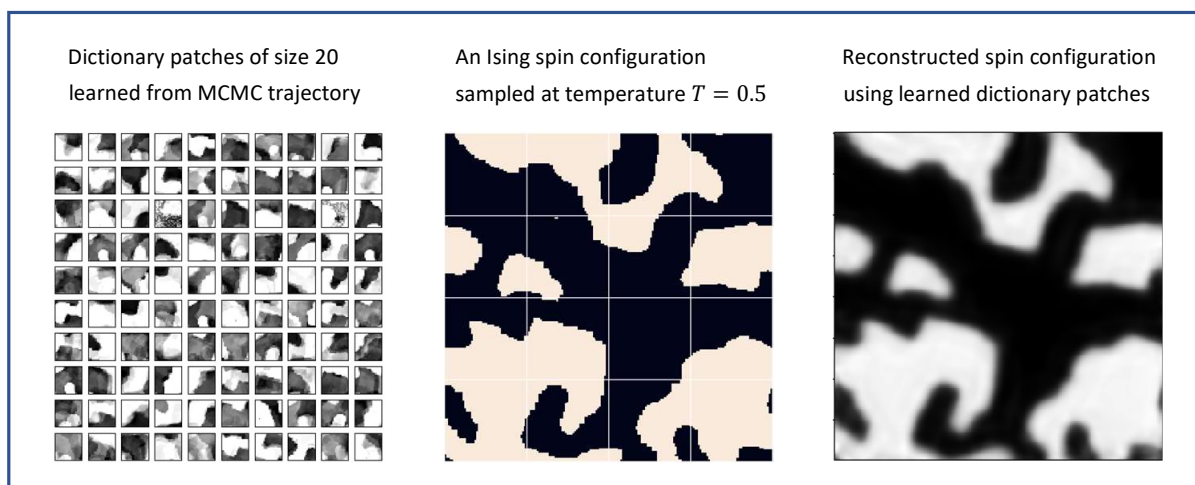 Dictionary patches of size 20
learned from MCMC trajectory
An Ising spin configuration
sampled at temperature T = 0.5
Reconstructed spin configuration
using learned dictionary patches